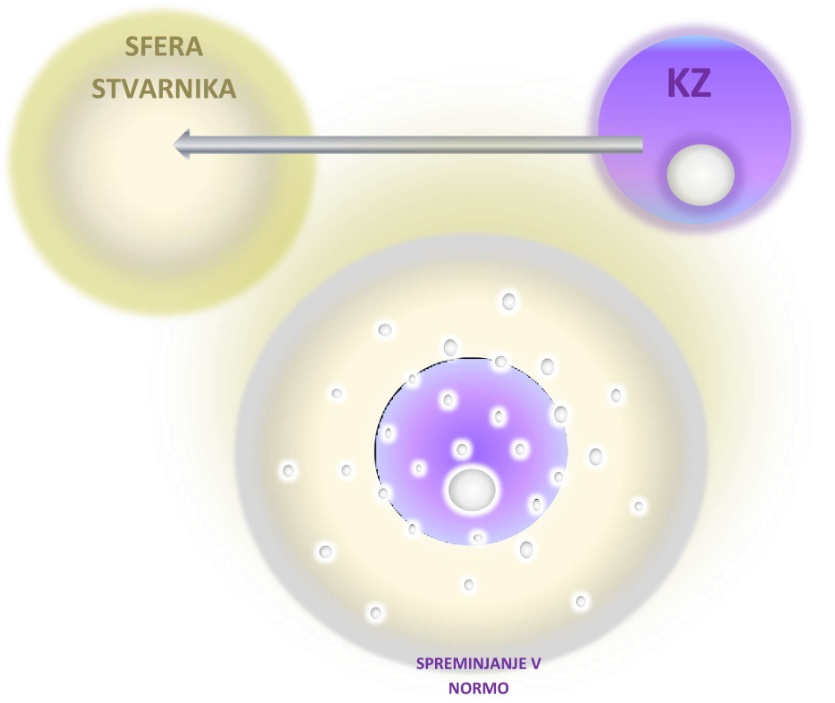 SFERA
STVARNIKA
KZ
SPREMINJANJE V
NORMO